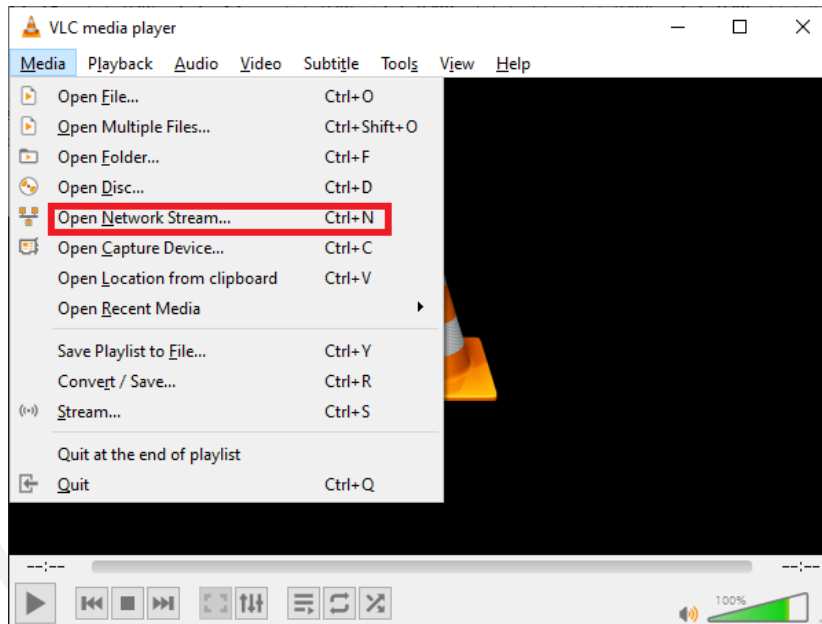 VLC media player
Media Playback Audio Video Subtitle Tools View Help
Open File... Ctrl+O
Open Multiple Files... Ctrl+Shift+O
Open Folder... Ctrl+F
Open Disc... Ctrl+D
Open Network Stream... Ctrl+N
Open Capture Device... Ctrl+C
Open Location from clipboard Ctrl+V
Open Recent Media
Save Playlist to File... Ctrl+Y
Convert / Save... Ctrl+R
Stream... Ctrl+S
Quit at the end of playlist
Quit Ctrl+Q
--:-- --:--
100%